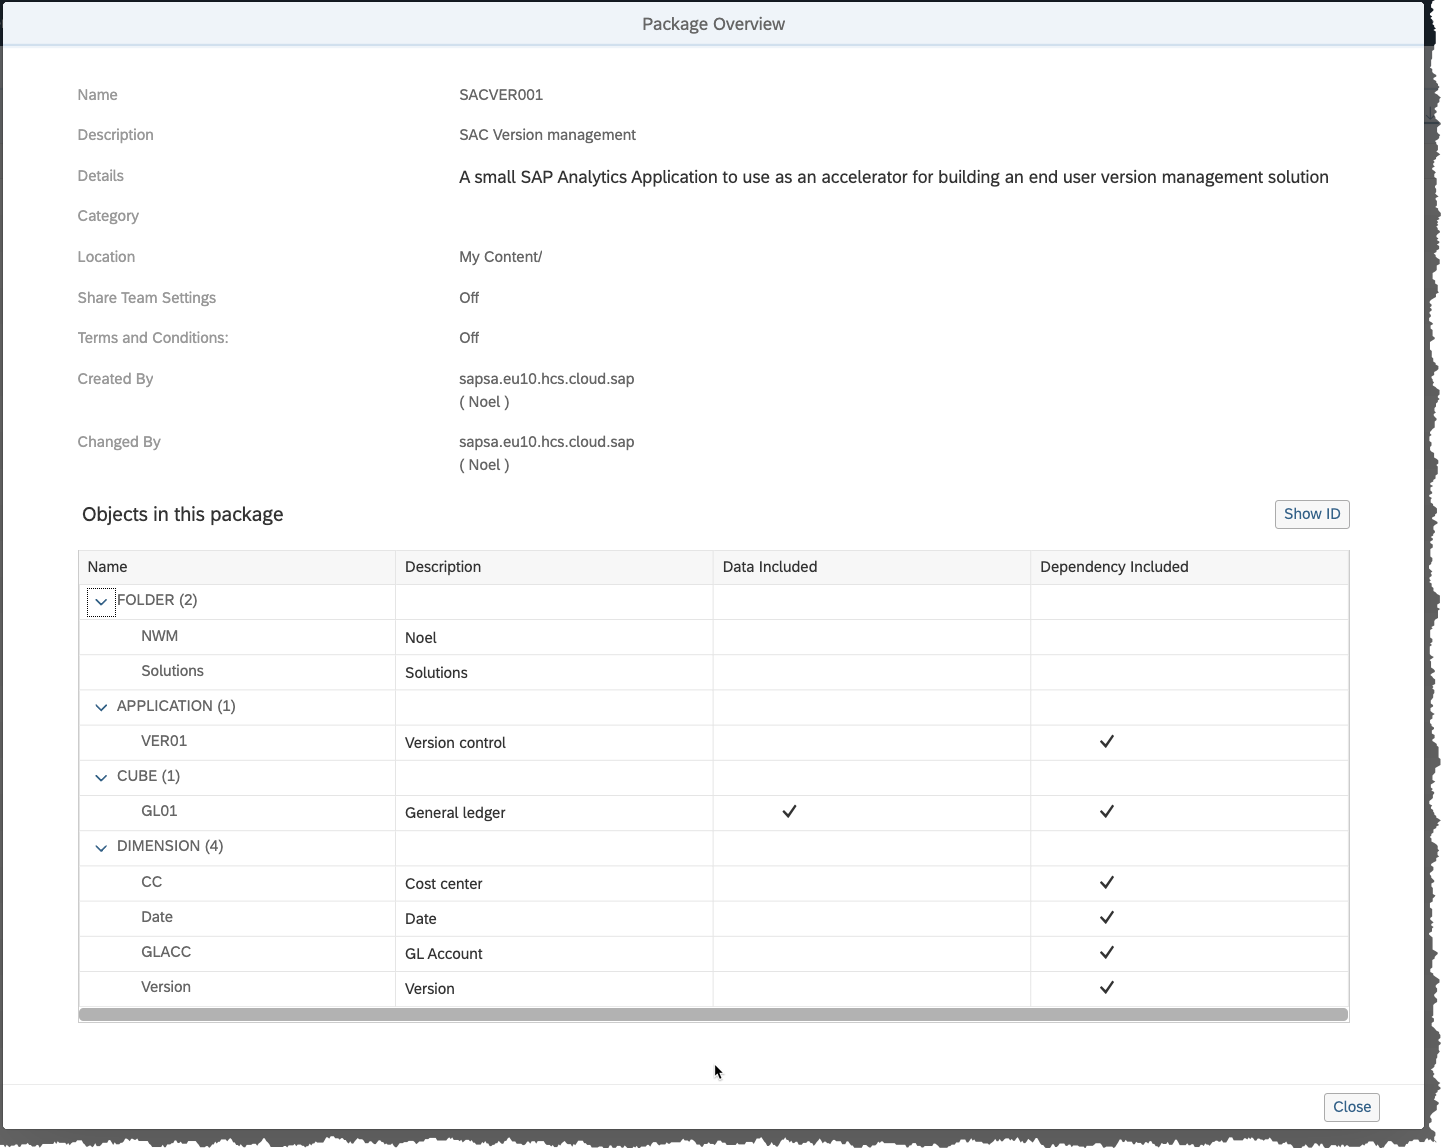 Package Overview
Name SACVER001
Description SAC Version management
Details A small SAP Analytics Application to use as an accelerator for building an end user version management solution
Category
Location My Content/
Share Team Settings Off
Terms and Conditions: Off
Created By sapsa.eu10.hcs.cloud.sap
( Noel )
Changed By sapsa.eu10.hcs.cloud.sap
( Noel )
Objects in this package Show ID
Name Description Data Included Dependency Included
FOLDER (2)
NWM Noel
Solutions Solutions
APPLICATION (1)
VER01 Version control
CUBE (1)
GL01 General ledger
DIMENSION (4)
CC Cost center
Date Date
GLACC GL Account
Version Version
Close